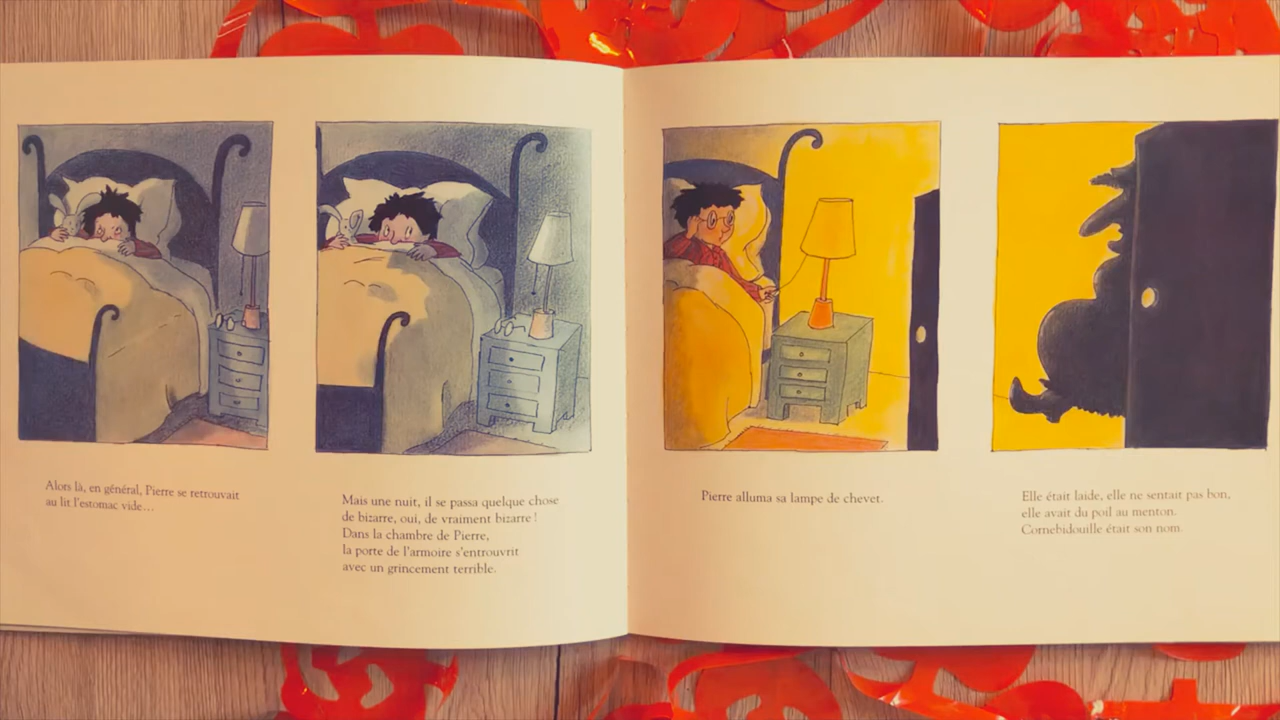 Alors là, en général, Pierre se retrouvait
au lit l'estomac vide…
Mais une nuit, il se passa quelque chose
de bizarre, oui, de vraiment bizarre !
Dans la chambre de Pierre,
la porte de l'armoire s'entrouvrit
avec un grincement terrible.
Pierre alluma sa lampe de chevet.
Elle était laide, elle ne sentait pas bon,
elle avait du poil au menton.
Cornebidouille était son nom.